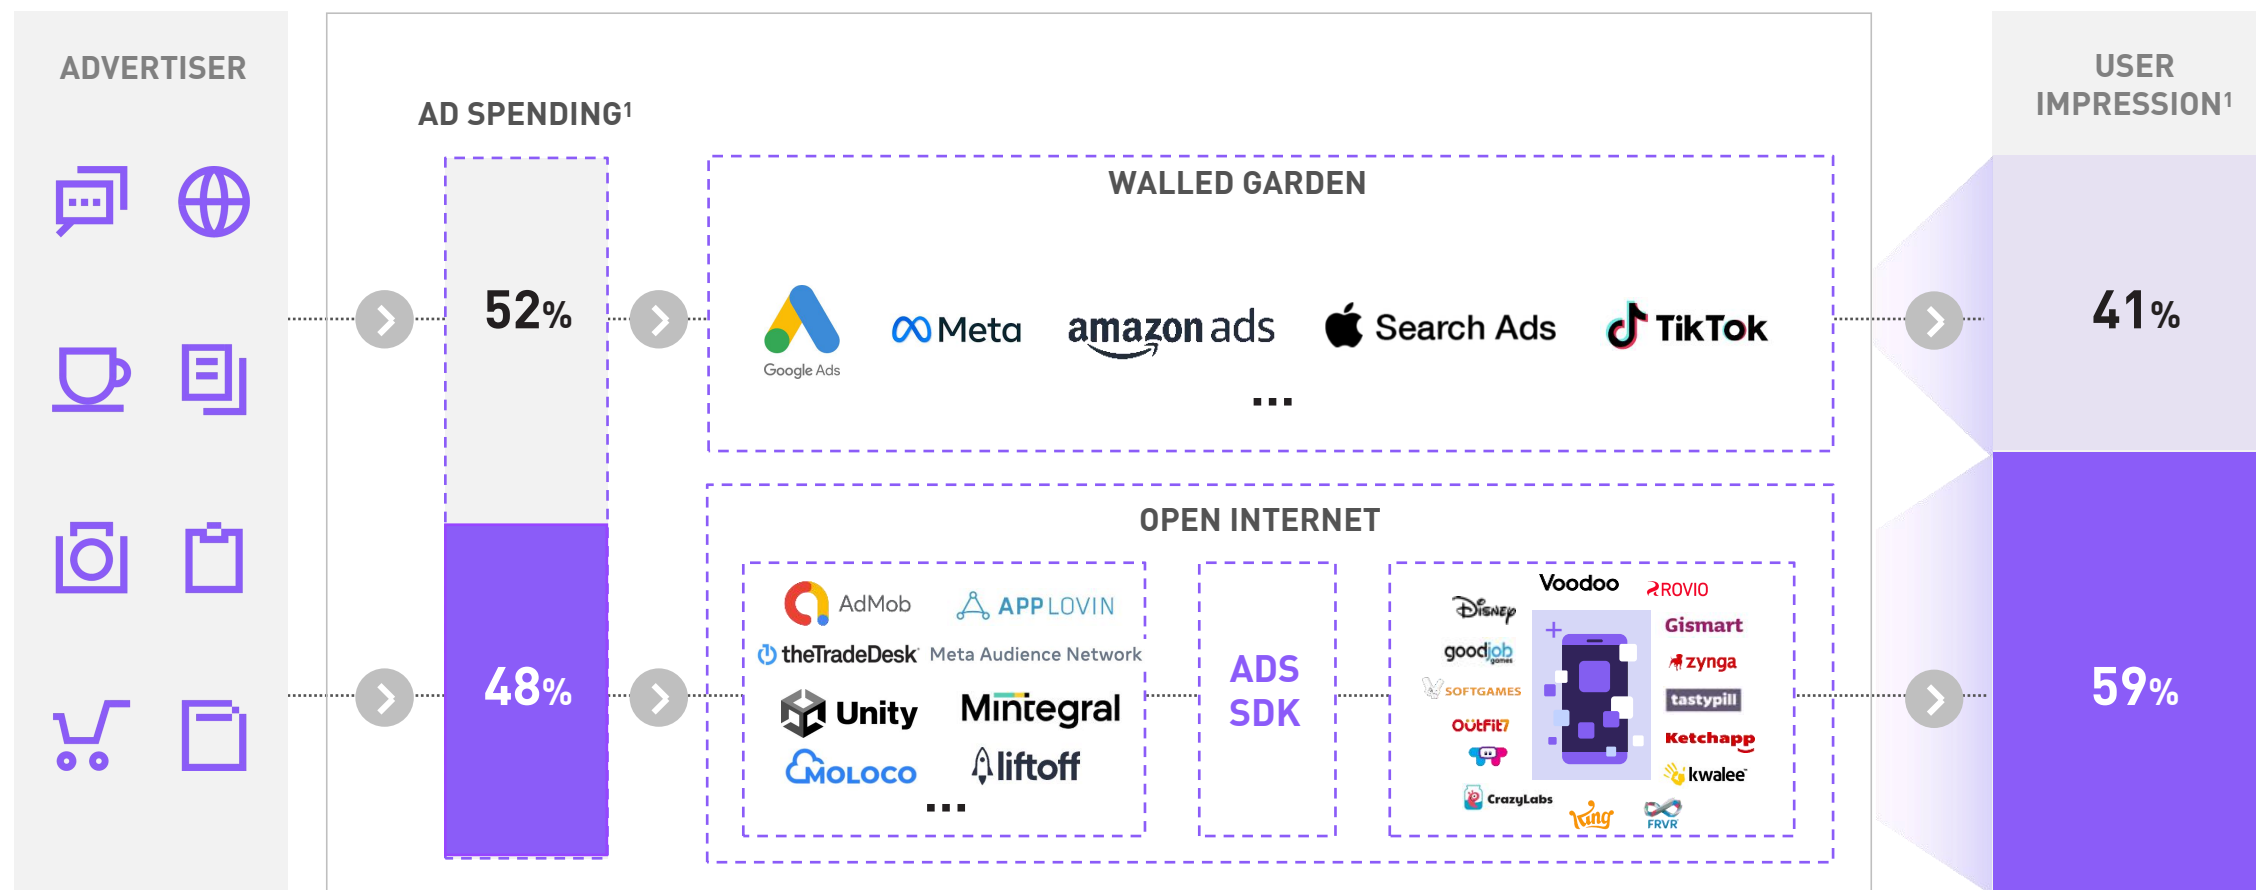 ADVERTISER
AD SPENDING¹
52%
48%
WALLED GARDEN
Google Ads
Meta
amazon ads
Search Ads
TikTok
...
OPEN INTERNET
AdMob
APPLOVIN
theTradeDesk
Meta Audience Network
Unity
Mintegral
MOLOCO
liftoff
...
ADS
SDK
Voodoo
ROVIO
Disney
Gismart
goodjob
games
zynga
SOFTGAMES
tastypill
Outfit7
Ketchapp
kwalee
CrazyLabs
King
FRVR
USER
IMPRESSION¹
41%
59%